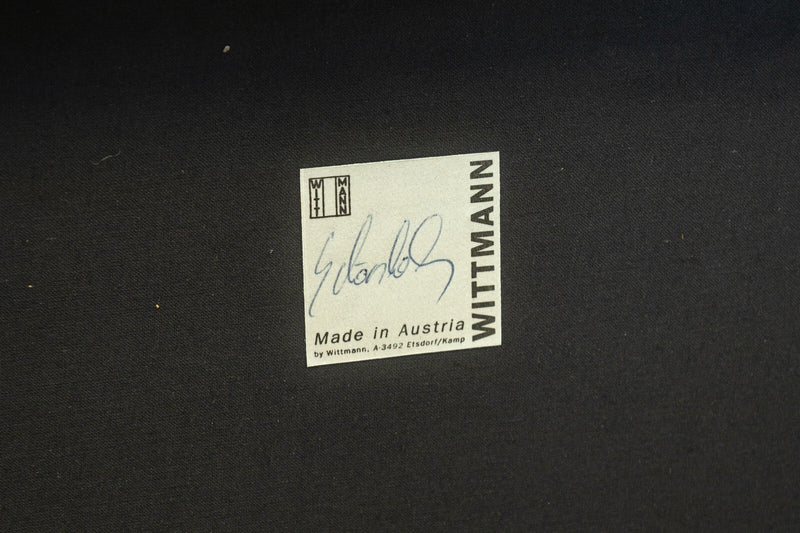 WITT MANN
Made in Austria
by Wittmann, A-3492 Etsdorf/Kamp
WITTMANN